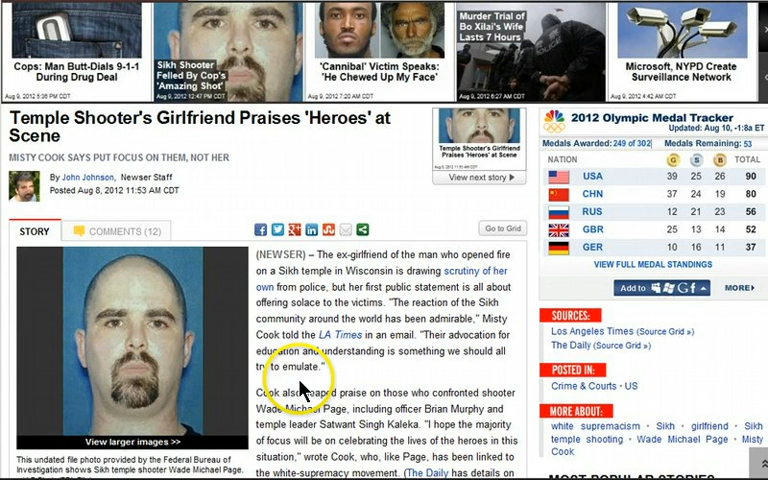 Cops: Man Butt-Dials 9-1-1
During Drug Deal
Aug 9, 2012 5:36 PM CDT
Sikh Shooter
Felled By Cop's
'Amazing Shot'
Aug 9, 2012 12:47 PM CDT
'Cannibal' Victim Speaks:
'He Chewed Up My Face'
Aug 9, 2012 7:20 AM CDT
Murder Trial of
Bo Xilai's Wife
Lasts 7 Hours
Aug 9, 2012 6:27 AM CDT
Microsoft, NYPD Create
Surveillance Network
Aug 9, 2012 4:42 AM CDT
Temple Shooter's Girlfriend Praises 'Heroes' at
Scene
MISTY COOK SAYS PUT FOCUS ON THEM, NOT HER
By John Johnson, Newser Staff
Posted Aug 8, 2012 11:53 AM CDT
Temple Shooter's Girlfriend
Praises 'Heroes' at Scene
View next story
STORY
COMMENTS (12)
Go to Grid
View larger images >>
This undated file photo provided by the Federal Bureau of
Investigation shows Sikh temple shooter Wade Michael Page.
(NEWSER) – The ex-girlfriend of the man who opened fire
on a Sikh temple in Wisconsin is drawing scrutiny of her
own from police, but her first public statement is all about
offering solace to the victims. "The reaction of the Sikh
community around the world has been admirable," Misty
Cook told the LA Times in an email. "Their advocation for
education and understanding is something we should all
try to emulate."
Cook also heaped praise on those who confronted shooter
Wade Michael Page, including officer Brian Murphy and
temple leader Satwant Singh Kaleka. "I hope the majority
of focus will be on celebrating the lives of the heroes in this
situation," wrote Cook, who, like Page, has been linked to
the white-supremacy movement. (The Daily has details on
2012 Olympic Medal Tracker
Updated: Aug 10, -1:8a ET
Medals Awarded: 249 of 302 Medals Remaining: 53
NATION G S B TOTAL
USA 39 25 26 90
CHN 37 24 19 80
RUS 12 21 23 56
GBR 25 13 14 52
GER 10 16 11 37
VIEW FULL MEDAL STANDINGS
Add to
MORE
SOURCES:
Los Angeles Times (Source Grid »)
The Daily (Source Grid »)
POSTED IN:
Crime & Courts · US
MORE ABOUT:
white supremacism · Sikh · girlfriend · Sikh
temple shooting · Wade Michael Page · Misty
Cook
MOST POPULAR STORIES